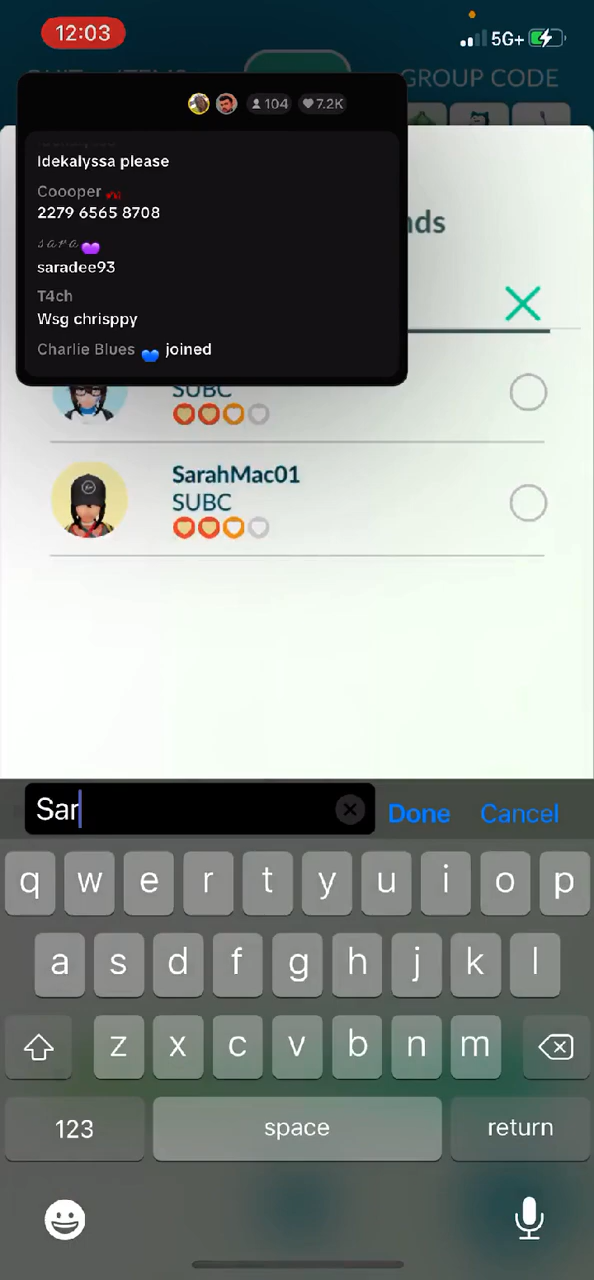 12:03
5G+
GROUP CODE
104
7.2K
Idekalyssa please
Coooper
2279 6565 8708
nds
sara
saradee93
T4ch
Wsg chrisppy
Charlie Blues joined
SUBC
SarahMac01
SUBC
Sar
Done
Cancel
q w e r t y u i o p
a s d f g h j k l
z x c v b n m
123
space
return